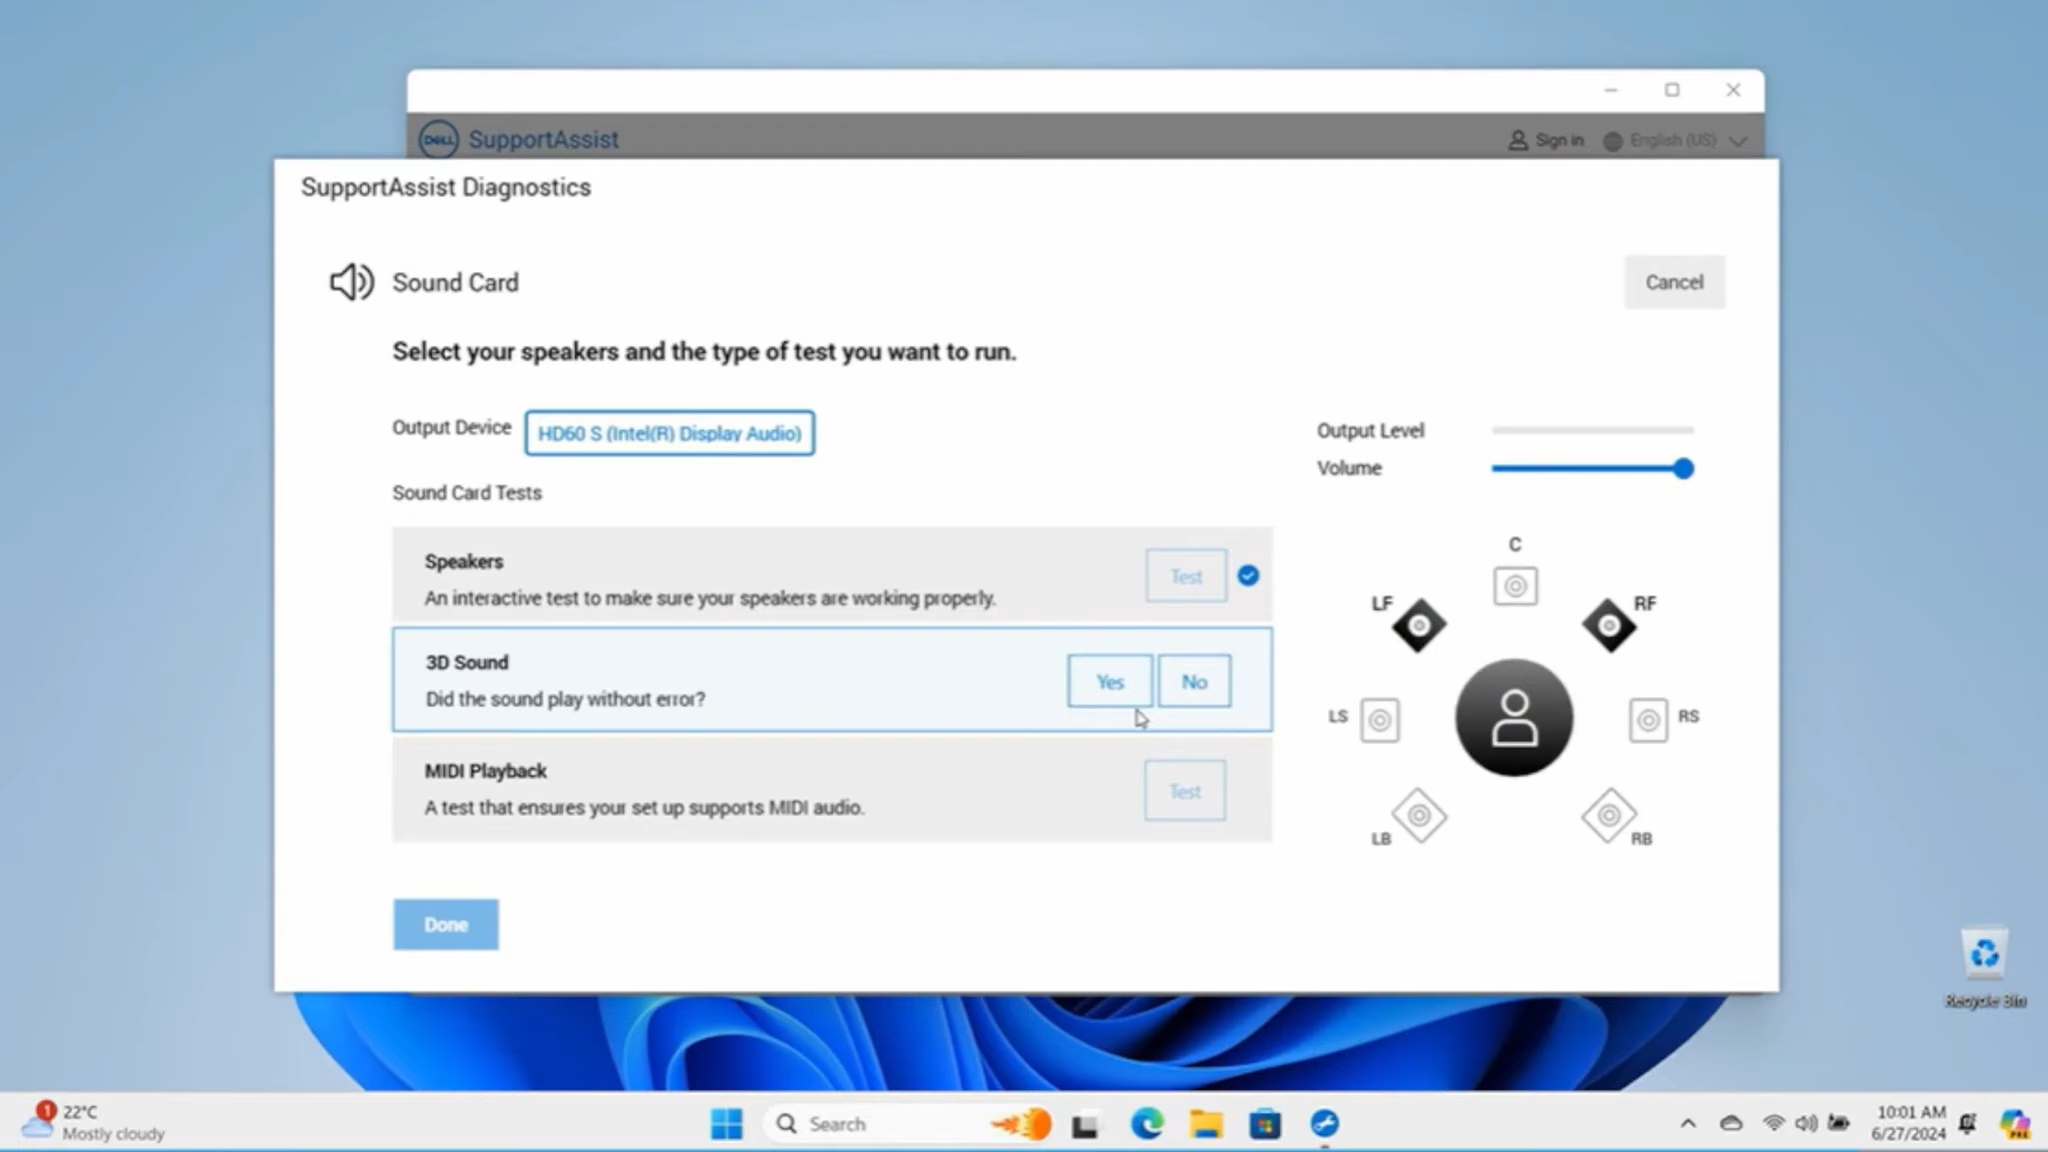 DELL SupportAssist
Sign in
English (US)
SupportAssist Diagnostics
Sound Card
Cancel
Select your speakers and the type of test you want to run.
Output Device
HD60 S (Intel(R) Display Audio)
Output Level
Volume
Sound Card Tests
Speakers
An interactive test to make sure your speakers are working properly.
Test
3D Sound
Did the sound play without error?
Yes
No
MIDI Playback
A test that ensures your set up supports MIDI audio.
Test
C
LF
RF
LS
RS
LB
RB
Done
Recycle Bin
1
22°C
Mostly cloudy
Search
10:01 AM
6/27/2024
PRE